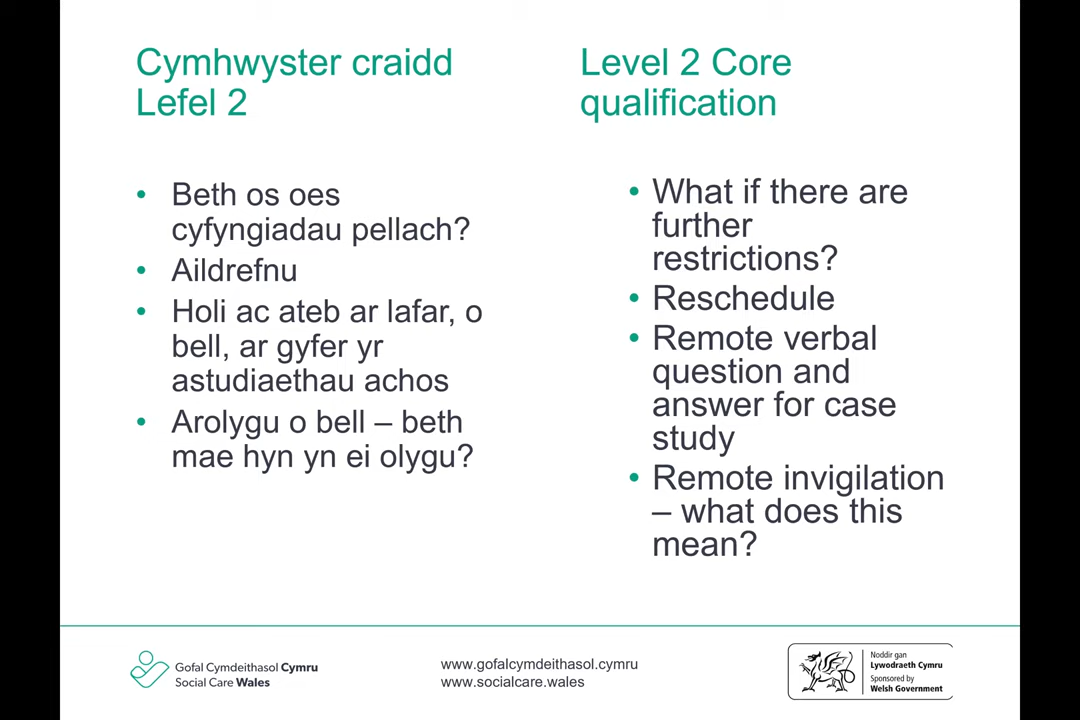 Cymhwyster craidd
Lefel 2
• Beth os oes
cyfyngiadau pellach?
• Aildrefnu
• Holi ac ateb ar lafar, o
bell, ar gyfer yr
astudiaethau achos
• Arolygu o bell – beth
mae hyn yn ei olygu?
Level 2 Core
qualification
• What if there are
further
restrictions?
• Reschedule
• Remote verbal
question and
answer for case
study
• Remote invigilation
– what does this
mean?
Gofal Cymdeithasol Cymru
Social Care Wales
www.gofalcymdeithasol.cymru
www.socialcare.wales
Noddir gan
Lywodraeth Cymru
Sponsored by
Welsh Government